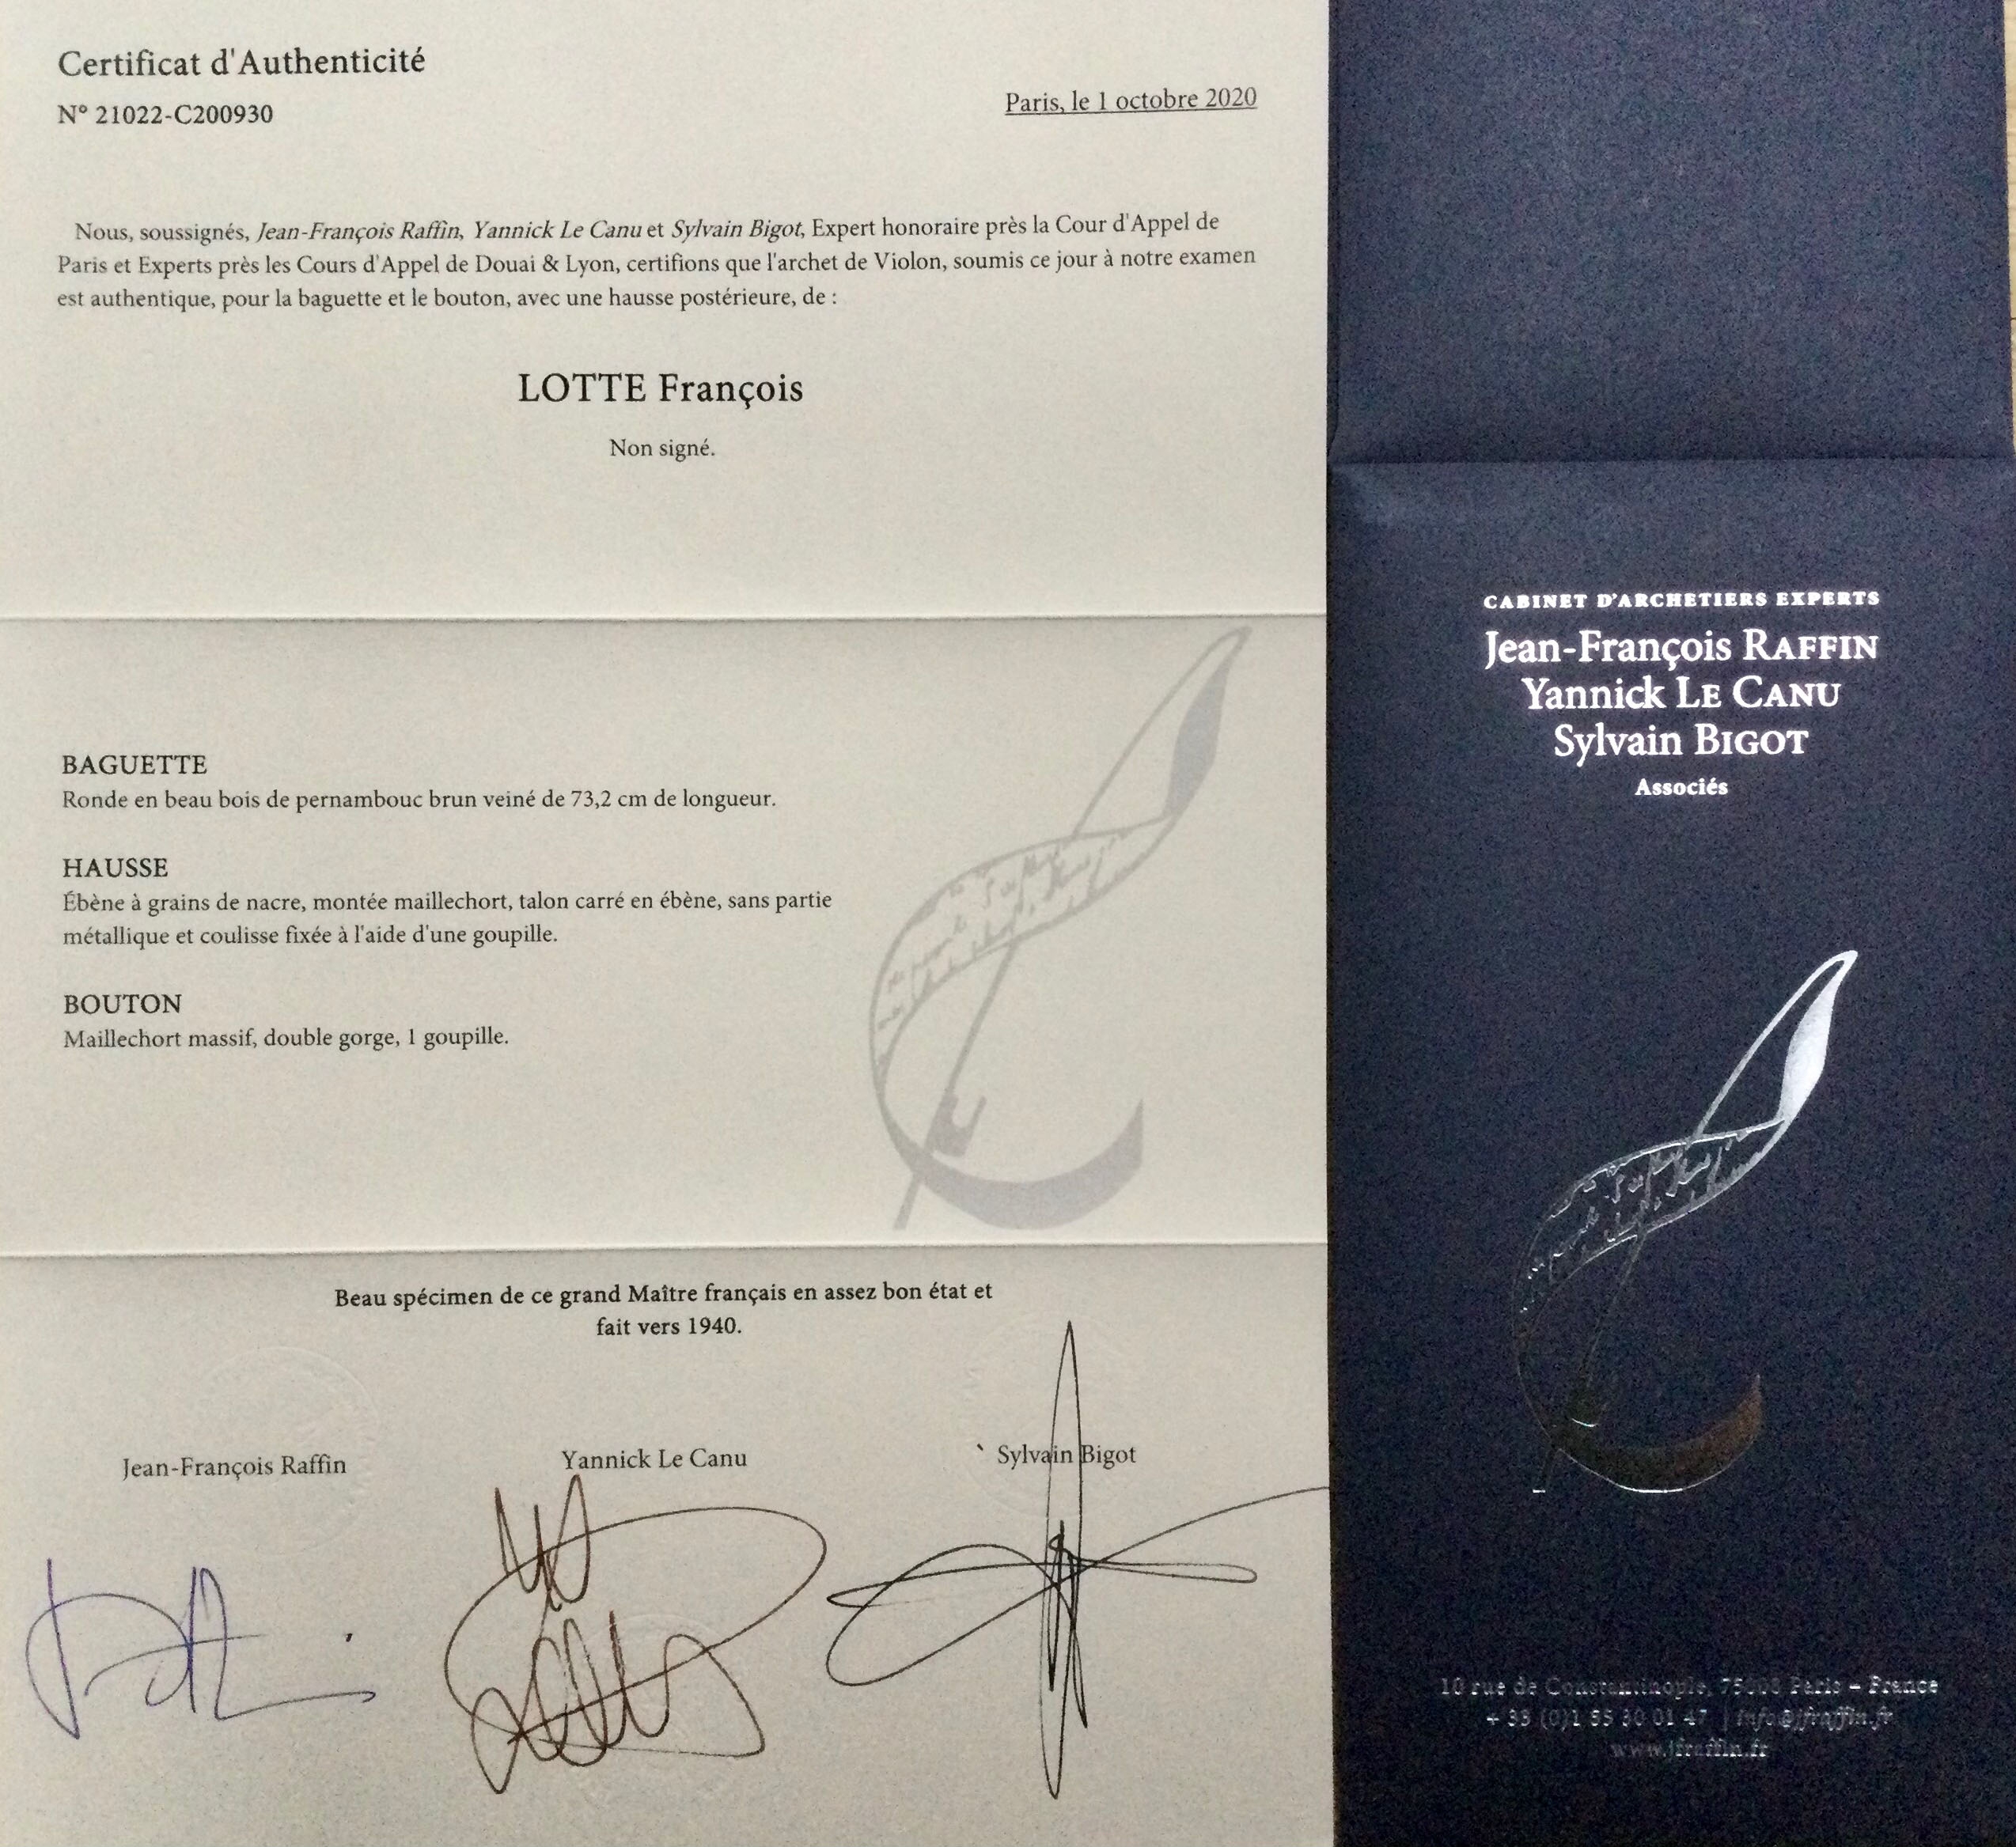 Certificat d'Authenticité
N° 21022-C200930
Paris, le 1 octobre 2020
Nous, soussignés, Jean-François Raffin, Yannick Le Canu et Sylvain Bigot, Expert honoraire près la Cour d'Appel de
Paris et Experts près les Cours d'Appel de Douai & Lyon, certifions que l'archet de Violon, soumis ce jour à notre examen
est authentique, pour la baguette et le bouton, avec une hausse postérieure, de :
LOTTE François
Non signé.
BAGUETTE
Ronde en beau bois de pernambouc brun veiné de 73,2 cm de longueur.
HAUSSE
Ébène à grains de nacre, montée maillechort, talon carré en ébène, sans partie
métallique et coulisse fixée à l'aide d'une goupille.
BOUTON
Maillechort massif, double gorge, 1 goupille.
Beau spécimen de ce grand Maître français en assez bon état et
fait vers 1940.
Jean-François Raffin
Yannick Le Canu
Sylvain Bigot
CABINET D'ARCHETIERS EXPERTS
Jean-François RAFFIN
Yannick LE CANU
Sylvain BIGOT
Associés
10 rue de Constantinople, 75008 Paris – France
+ 33 (0)1 55 30 01 47 | info@jfraffin.fr
www.jfraffin.fr